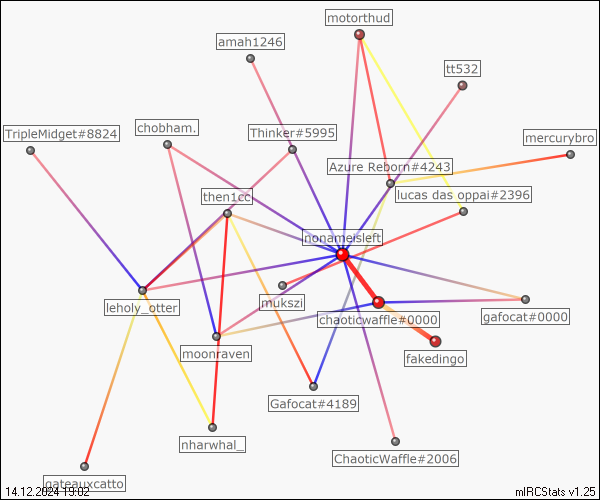 motorthud
amah1246
tt532
TripleMidget#8824
chobham.
Thinker#5995
mercurybro
Azure Reborn#4243
then1cc
lucas das oppai#2396
nonameisleft
leholy_otter
mukszi
chaoticwaffle#0000
gafocat#0000
moonraven
fakedingo
Gafocat#4189
nharwhal_
ChaoticWaffle#2006
gateauxcatto
14.12.2024 19:02
mIRCStats v1.25